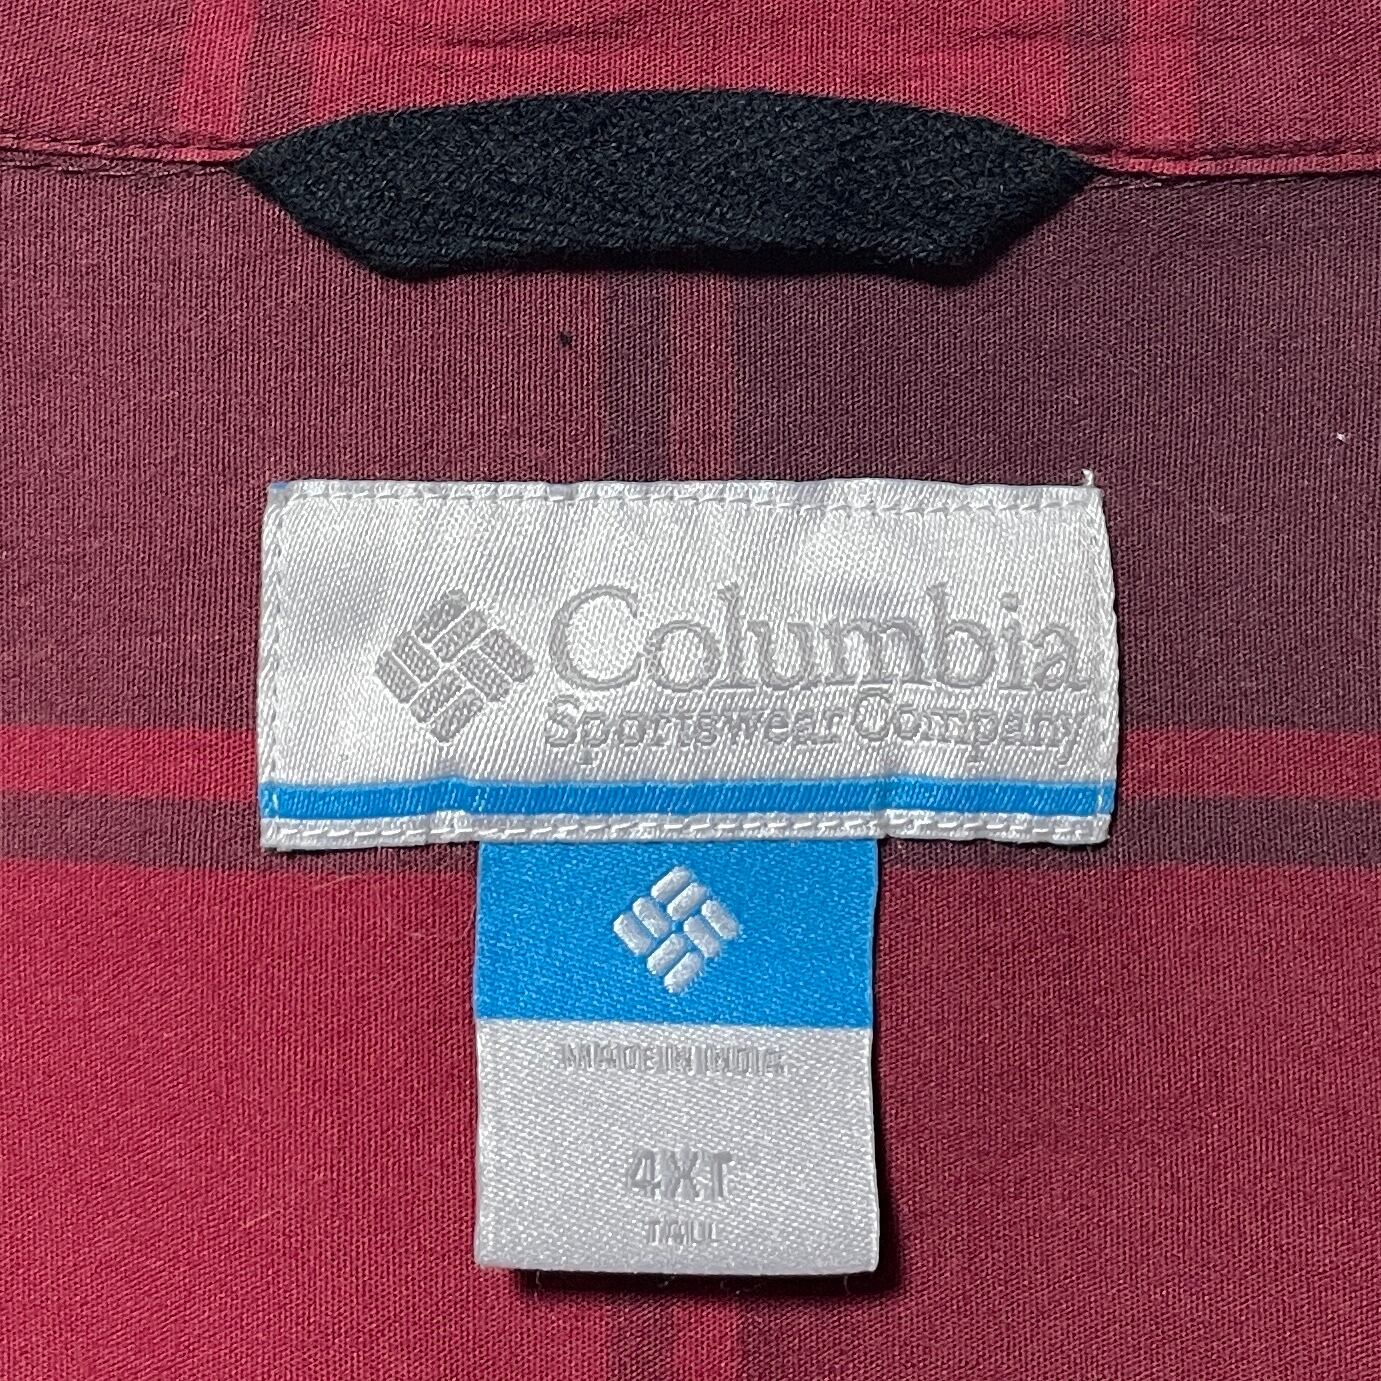 Columbia
Sportswear Company
MADE IN INDIA
4XT
TALL